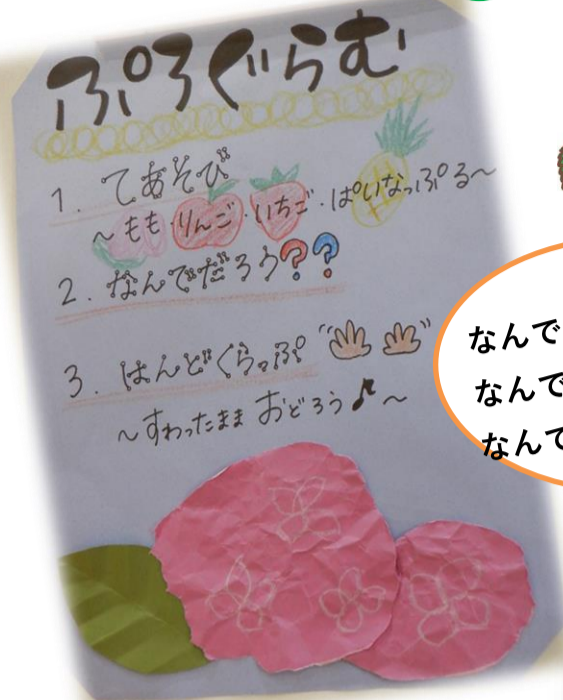 ぷろぐらむ
1. てあそび
～もも・りんご・いちご・ぱいなっぷる～
2. なんでだろう??
3. はんどくらっぷ
～すわったまま おどろう♪～
なんで
なんで
なんで